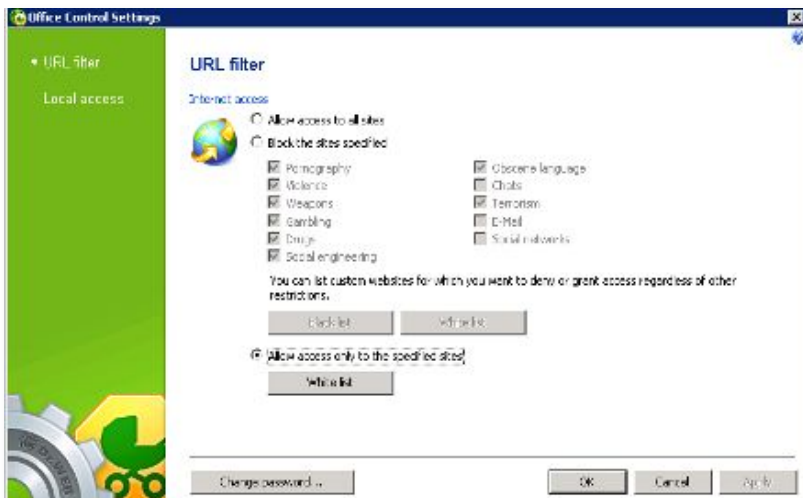 Office Control Settings
URL filter
Local access
URL filter
Internet access
Allow access to all sites
Block the sites specified
Pornography
Obscene language
Violence
Chats
Weapons
Terrorism
Gambling
E-Mail
Drugs
Social networks
Social engineering
You can list custom websites for which you want to deny or grant access regardless of other
restrictions.
Black list
White list
Allow access only to the specified sites
White list
DR.WEB
Change password...
OK
Cancel
Apply